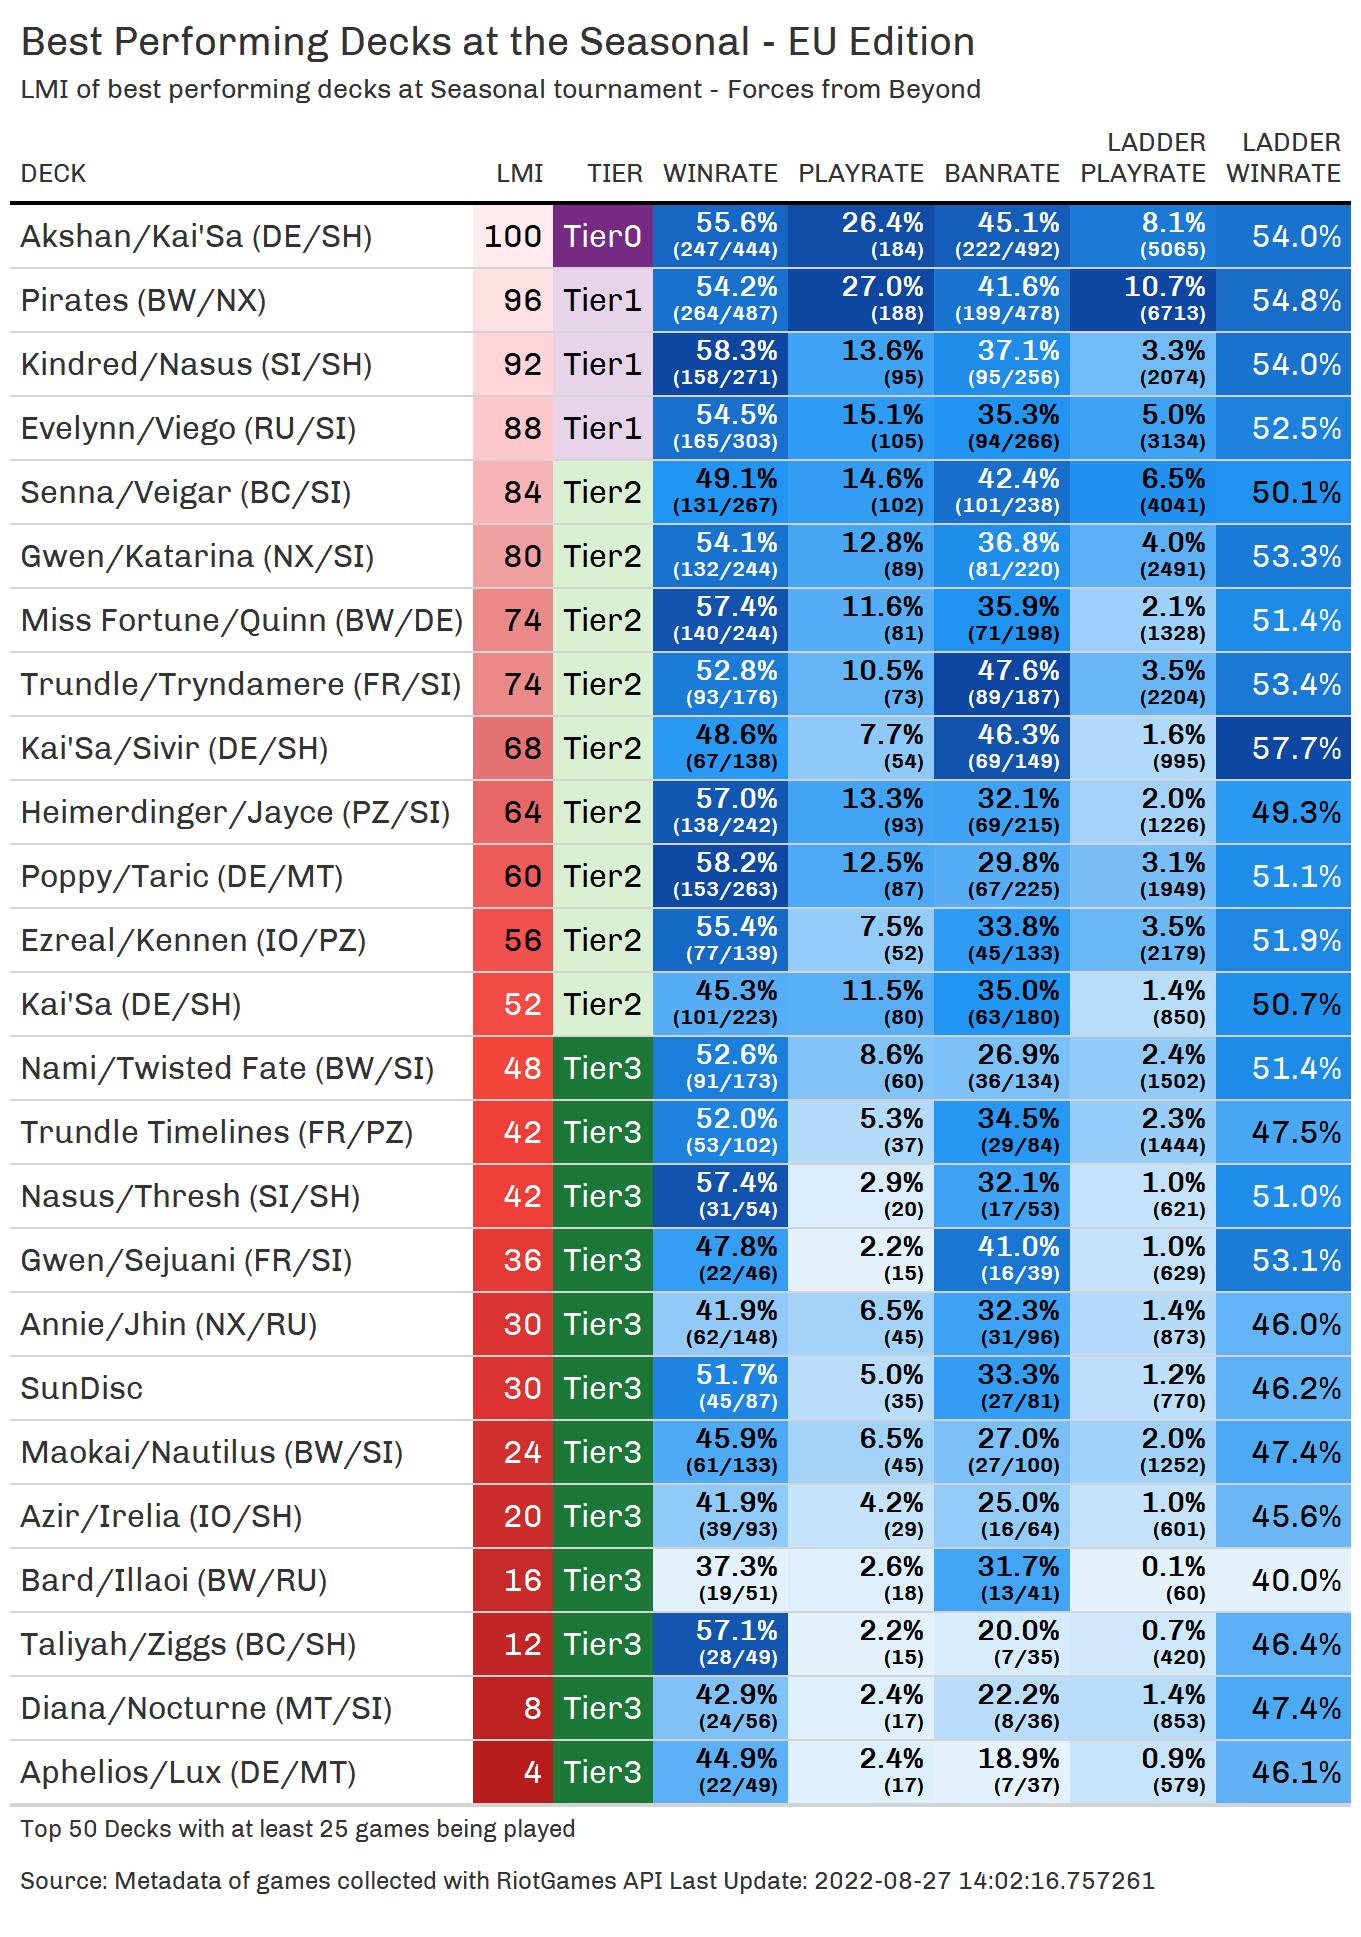 Best Performing Decks at the Seasonal - EU Edition
LMI of best performing decks at Seasonal tournament - Forces from Beyond
LADDER LADDER
DECK LMI TIER WINRATE PLAYRATE BANRATE PLAYRATE WINRATE
Akshan/Kai'Sa (DE/SH) 100 Tier0 55.6% 26.4% 45.1% 8.1% 54.0%
(247/444) (184) (222/492) (5065)
Pirates (BW/NX) 96 Tier1 54.2% 27.0% 41.6% 10.7% 54.8%
(264/487) (188) (199/478) (6713)
Kindred/Nasus (SI/SH) 92 Tier1 58.3% 13.6% 37.1% 3.3% 54.0%
(158/271) (95) (95/256) (2074)
Evelynn/Viego (RU/SI) 88 Tier1 54.5% 15.1% 35.3% 5.0% 52.5%
(165/303) (105) (94/266) (3134)
Senna/Veigar (BC/SI) 84 Tier2 49.1% 14.6% 42.4% 6.5% 50.1%
(131/267) (102) (101/238) (4041)
Gwen/Katarina (NX/SI) 80 Tier2 54.1% 12.8% 36.8% 4.0% 53.3%
(132/244) (89) (81/220) (2491)
Miss Fortune/Quinn (BW/DE) 74 Tier2 57.4% 11.6% 35.9% 2.1% 51.4%
(140/244) (81) (71/198) (1328)
Trundle/Tryndamere (FR/SI) 74 Tier2 52.8% 10.5% 47.6% 3.5% 53.4%
(93/176) (73) (89/187) (2204)
Kai'Sa/Sivir (DE/SH) 68 Tier2 48.6% 7.7% 46.3% 1.6% 57.7%
(67/138) (54) (69/149) (995)
Heimerdinger/Jayce (PZ/SI) 64 Tier2 57.0% 13.3% 32.1% 2.0% 49.3%
(138/242) (93) (69/215) (1226)
Poppy/Taric (DE/MT) 60 Tier2 58.2% 12.5% 29.8% 3.1% 51.1%
(153/263) (87) (67/225) (1949)
Ezreal/Kennen (IO/PZ) 56 Tier2 55.4% 7.5% 33.8% 3.5% 51.9%
(77/139) (52) (45/133) (2179)
Kai'Sa (DE/SH) 52 Tier2 45.3% 11.5% 35.0% 1.4% 50.7%
(101/223) (80) (63/180) (850)
Nami/Twisted Fate (BW/SI) 48 Tier3 52.6% 8.6% 26.9% 2.4% 51.4%
(91/173) (60) (36/134) (1502)
Trundle Timelines (FR/PZ) 42 Tier3 52.0% 5.3% 34.5% 2.3% 47.5%
(53/102) (37) (29/84) (1444)
Nasus/Thresh (SI/SH) 42 Tier3 57.4% 2.9% 32.1% 1.0% 51.0%
(31/54) (20) (17/53) (621)
Gwen/Sejuani (FR/SI) 36 Tier3 47.8% 2.2% 41.0% 1.0% 53.1%
(22/46) (15) (16/39) (629)
Annie/Jhin (NX/RU) 30 Tier3 41.9% 6.5% 32.3% 1.4% 46.0%
(62/148) (45) (31/96) (873)
SunDisc 30 Tier3 51.7% 5.0% 33.3% 1.2% 46.2%
(45/87) (35) (27/81) (770)
Maokai/Nautilus (BW/SI) 24 Tier3 45.9% 6.5% 27.0% 2.0% 47.4%
(61/133) (45) (27/100) (1252)
Azir/Irelia (IO/SH) 20 Tier3 41.9% 4.2% 25.0% 1.0% 45.6%
(39/93) (29) (16/64) (601)
Bard/Illaoi (BW/RU) 16 Tier3 37.3% 2.6% 31.7% 0.1% 40.0%
(19/51) (18) (13/41) (60)
Taliyah/Ziggs (BC/SH) 12 Tier3 57.1% 2.2% 20.0% 0.7% 46.4%
(28/49) (15) (7/35) (420)
Diana/Nocturne (MT/SI) 8 Tier3 42.9% 2.4% 22.2% 1.4% 47.4%
(24/56) (17) (8/36) (853)
Aphelios/Lux (DE/MT) 4 Tier3 44.9% 2.4% 18.9% 0.9% 46.1%
(22/49) (17) (7/37) (579)
Top 50 Decks with at least 25 games being played
Source: Metadata of games collected with RiotGames API Last Update: 2022-08-27 14:02:16.757261